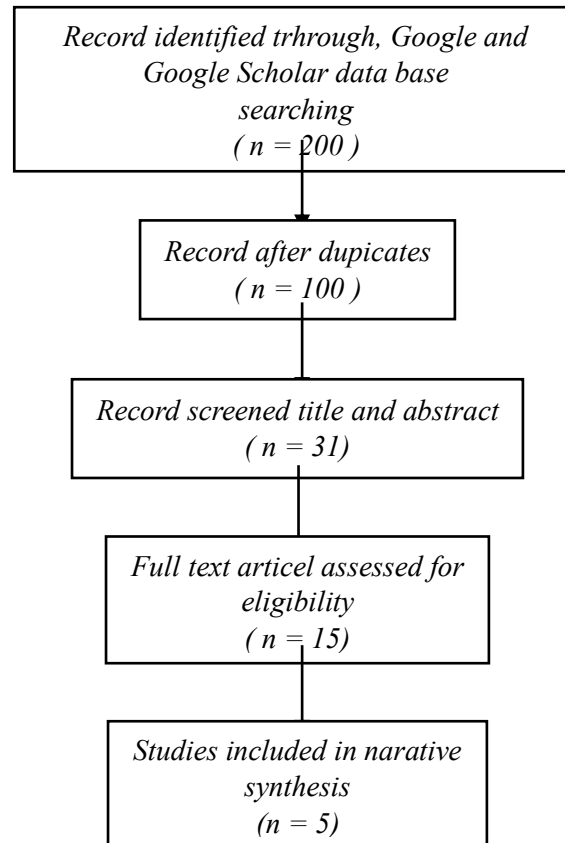 Record identified trhrough, Google and
Google Scholar data base
searching
( n = 200 )
Record after dupicates
( n = 100 )
Record screened title and abstract
( n = 31)
Full text articel assessed for
eligibility
( n = 15)
Studies included in narative
synthesis
(n = 5)